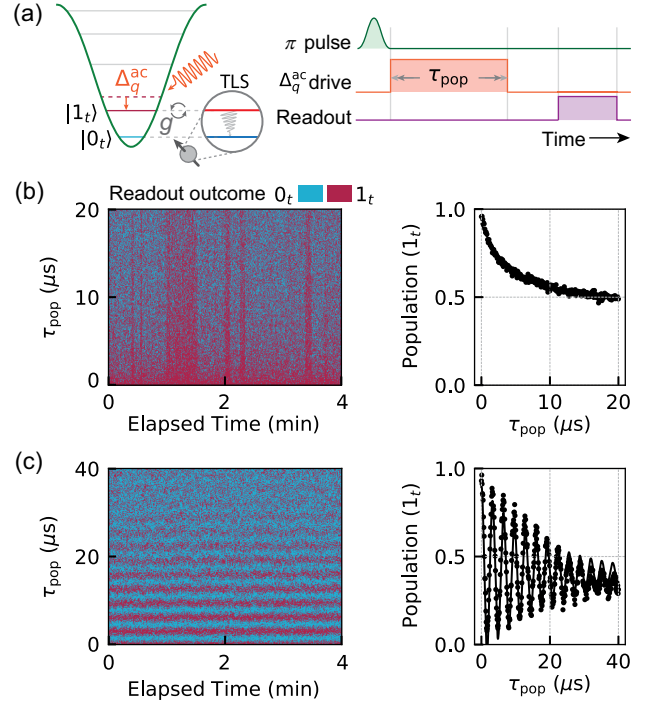 (a)
Δ_q^ac
|1_t⟩
|0_t⟩
g
TLS
π pulse
Δ_q^ac drive
τ_pop
Readout
Time
(b)
Readout outcome 0_t 1_t
20
10
0
τ_pop (μs)
0 2 4
Elapsed Time (min)
1.0
0.5
0.0
Population (1_t)
0 10 20
τ_pop (μs)
(c)
40
20
0
τ_pop (μs)
0 2 4
Elapsed Time (min)
1.0
0.5
0.0
Population (1_t)
0 20 40
τ_pop (μs)